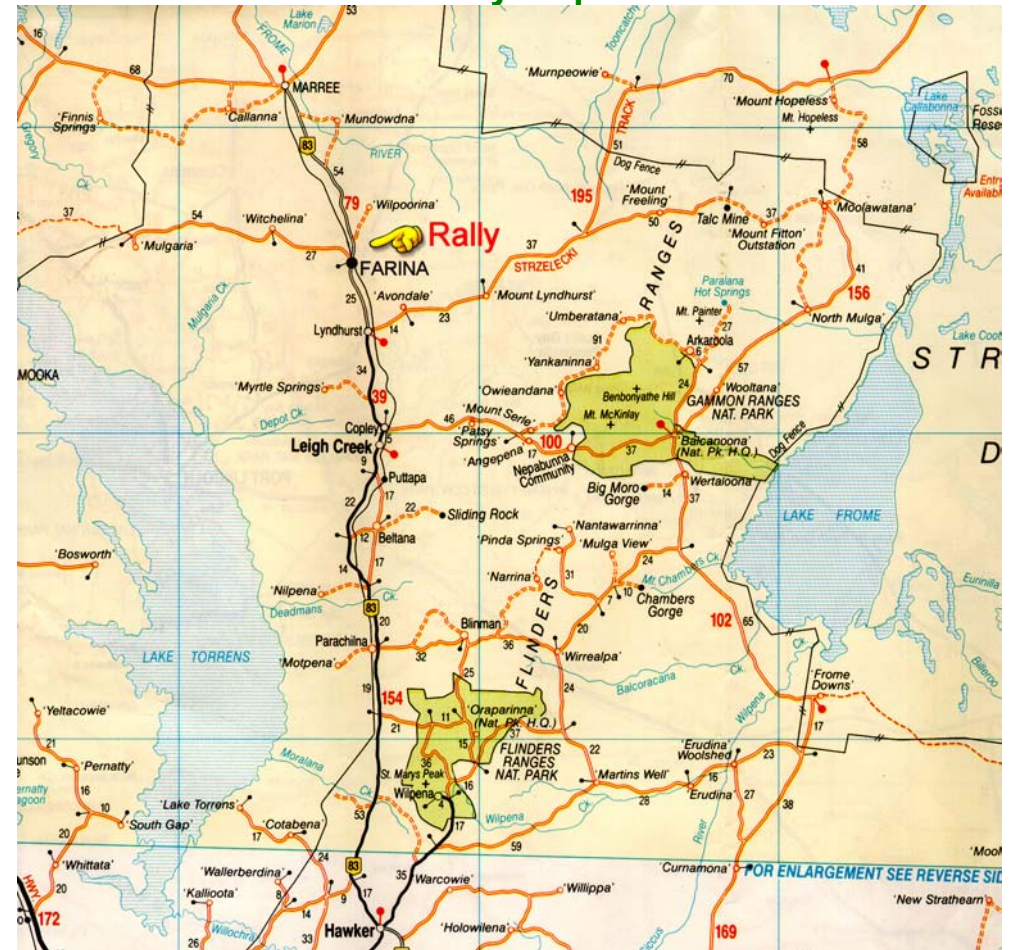 53
16
Lake
Marion
FROME
68
MARREE
'Murnpeowie'
70
'Mount Hopeless'
Mt. Hopeless
Lake
Callabonna
'Finnis
Springs'
'Callanna'
'Mundowdna'
83
RIVER
54
TRACK
51
Dog Fence
58
79
'Wilpoorina'
195
'Mount
Freeling'
50
Talc Mine
37
'Moolawatana'
'Mount Fitton'
Outstation
37
54
'Witchelina'
'Mulgaria'
27
Rally
FARINA
37
STRZELECKI
RANGES
41
156
Mulgaria Ck.
25
'Avondale'
'Mount Lyndhurst'
Paralana
Hot Springs
Lyndhurst
14
23
'Umberatana'
Mt. Painter
27
'North Mulga'
91
Arkaroola
6
34
'Yankaninna'
57
STR
MOOKA
'Myrtle Springs'
39
'Owieandana'
24
'Wooltana'
GAMMON RANGES
NAT. PARK
Benbonyathe Hill
Mt. McKinlay
Depot Ck.
Copley
46
'Mount Serle'
'Patsy
Springs'
'Angepena'
17
100
Nepabunna
Community
37
'Balcanoona'
(Nat. Pk. H.Q.)
Dog Fence
D
Leigh Creek
5
9
Puttapa
17
22
22
Sliding Rock
Big Moro
Gorge
14
'Wertaloona'
37
LAKE FROME
'Bosworth'
12
Beltana
17
14
'Nantawarrinna'
'Pinda Springs'
'Mulga View'
24
Mt. Chambers Ck.
'Narrina'
31
7
10
Chambers
Gorge
'Nilpena'
Deadmans Ck.
83
20
Blinman
36
20
102
65
Parachilna
32
'Wirrealpa'
'Motpena'
LAKE TORRENS
25
FLINDERS
24
Balcoracana Ck.
'Frome
Downs'
17
19
154
'Yeltacowie'
21
11
'Oraparinna'
(Nat. Pk. H.Q.)
37
15
Wilpena Ck.
21
'Pernatty'
Moralana
36
FLINDERS
RANGES
NAT. PARK
22
'Erudina'
Woolshed
23
St. Marys Peak
Wilpena
4
16
'Martins Well'
16
'Erudina'
16
10
'South Gap'
'Lake Torrens'
53
17
Wilpena Ck.
28
27
38
20
'Cotabena'
17
59
River
'Whittata'
24
83
35
'Curnamona'
FOR ENLARGEMENT SEE REVERSE SID
'Wallerberdina'
'Warcowie'
HWY.
20
172
'Kallioota'
8
14
17
'Willippa'
'New Strathearn'
26
Willochra
33
Hawker
'Holowilena'
169